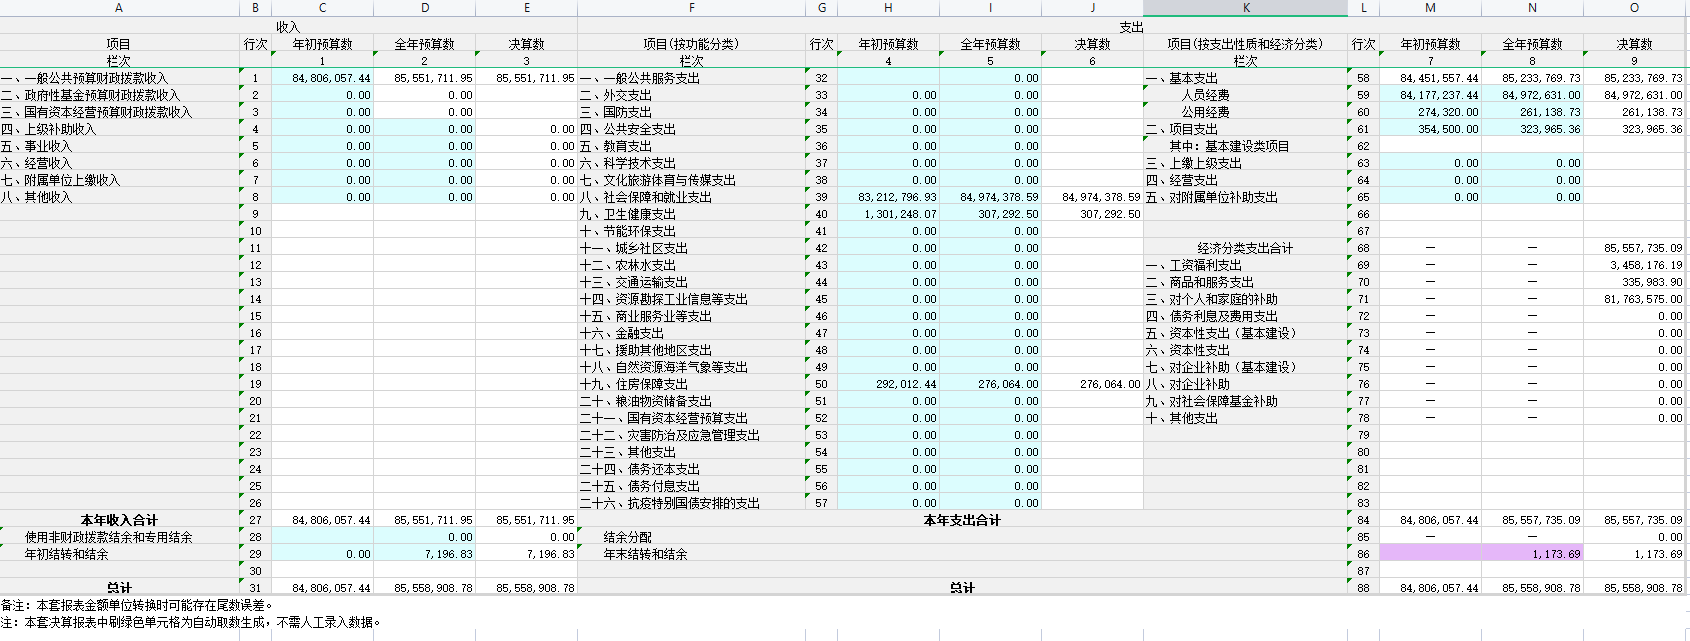 A B C D E F G H I J K L M N O
收入 支出
项目 行次 年初预算数 全年预算数 决算数 项目(按功能分类) 行次 年初预算数 全年预算数 决算数 项目(按支出性质和经济分类) 行次 年初预算数 全年预算数 决算数
栏次 1 2 3 栏次 4 5 6 栏次 7 8 9
一、一般公共预算财政拨款收入 1 84,806,057.44 85,551,711.95 85,551,711.95 一、一般公共服务支出 32 0.00 一、基本支出 58 84,451,557.44 85,233,769.73 85,233,769.73
二、政府性基金预算财政拨款收入 2 0.00 0.00 二、外交支出 33 0.00 0.00 人员经费 59 84,177,237.44 84,972,631.00 84,972,631.00
三、国有资本经营预算财政拨款收入 3 0.00 0.00 三、国防支出 34 0.00 0.00 公用经费 60 274,320.00 261,138.73 261,138.73
四、上级补助收入 4 0.00 0.00 0.00 四、公共安全支出 35 0.00 0.00 二、项目支出 61 354,500.00 323,965.36 323,965.36
五、事业收入 5 0.00 0.00 0.00 五、教育支出 36 0.00 0.00 其中：基本建设类项目 62
六、经营收入 6 0.00 0.00 0.00 六、科学技术支出 37 0.00 0.00 三、上缴上级支出 63 0.00 0.00
七、附属单位上缴收入 7 0.00 0.00 0.00 七、文化旅游体育与传媒支出 38 0.00 0.00 四、经营支出 64 0.00 0.00
八、其他收入 8 0.00 0.00 0.00 八、社会保障和就业支出 39 83,212,796.93 84,974,378.59 84,974,378.59 五、对附属单位补助支出 65 0.00 0.00
9 九、卫生健康支出 40 1,301,248.07 307,292.50 307,292.50 66
10 十、节能环保支出 41 0.00 0.00 67
11 十一、城乡社区支出 42 0.00 0.00 经济分类支出合计 68 — — 85,557,735.09
12 十二、农林水支出 43 0.00 0.00 一、工资福利支出 69 — — 3,458,176.19
13 十三、交通运输支出 44 0.00 0.00 二、商品和服务支出 70 — — 335,983.90
14 十四、资源勘探工业信息等支出 45 0.00 0.00 三、对个人和家庭的补助 71 — — 81,763,575.00
15 十五、商业服务业等支出 46 0.00 0.00 四、债务利息及费用支出 72 — — 0.00
16 十六、金融支出 47 0.00 0.00 五、资本性支出（基本建设） 73 — — 0.00
17 十七、援助其他地区支出 48 0.00 0.00 六、资本性支出 74 — — 0.00
18 十八、自然资源海洋气象等支出 49 0.00 0.00 七、对企业补助（基本建设） 75 — — 0.00
19 十九、住房保障支出 50 292,012.44 276,064.00 276,064.00 八、对企业补助 76 — — 0.00
20 二十、粮油物资储备支出 51 0.00 0.00 九、对社会保障基金补助 77 — — 0.00
21 二十一、国有资本经营预算支出 52 0.00 0.00 十、其他支出 78 — — 0.00
22 二十二、灾害防治及应急管理支出 53 0.00 0.00 79
23 二十三、其他支出 54 0.00 0.00 80
24 二十四、债务还本支出 55 0.00 0.00 81
25 二十五、债务付息支出 56 0.00 0.00 82
26 二十六、抗疫特别国债安排的支出 57 0.00 0.00 83
本年收入合计 27 84,806,057.44 85,551,711.95 85,551,711.95 本年支出合计 84 84,806,057.44 85,557,735.09 85,557,735.09
使用非财政拨款结余和专用结余 28 0.00 0.00 结余分配 85 — — 0.00
年初结转和结余 29 0.00 7,196.83 7,196.83 年末结转和结余 86 1,173.69 1,173.69
30 87
总计 31 84,806,057.44 85,558,908.78 85,558,908.78 总计 88 84,806,057.44 85,558,908.78 85,558,908.78
备注：本套报表金额单位转换时可能存在尾数误差。
注：本套决算报表中刷绿色单元格为自动取数生成，不需人工录入数据。